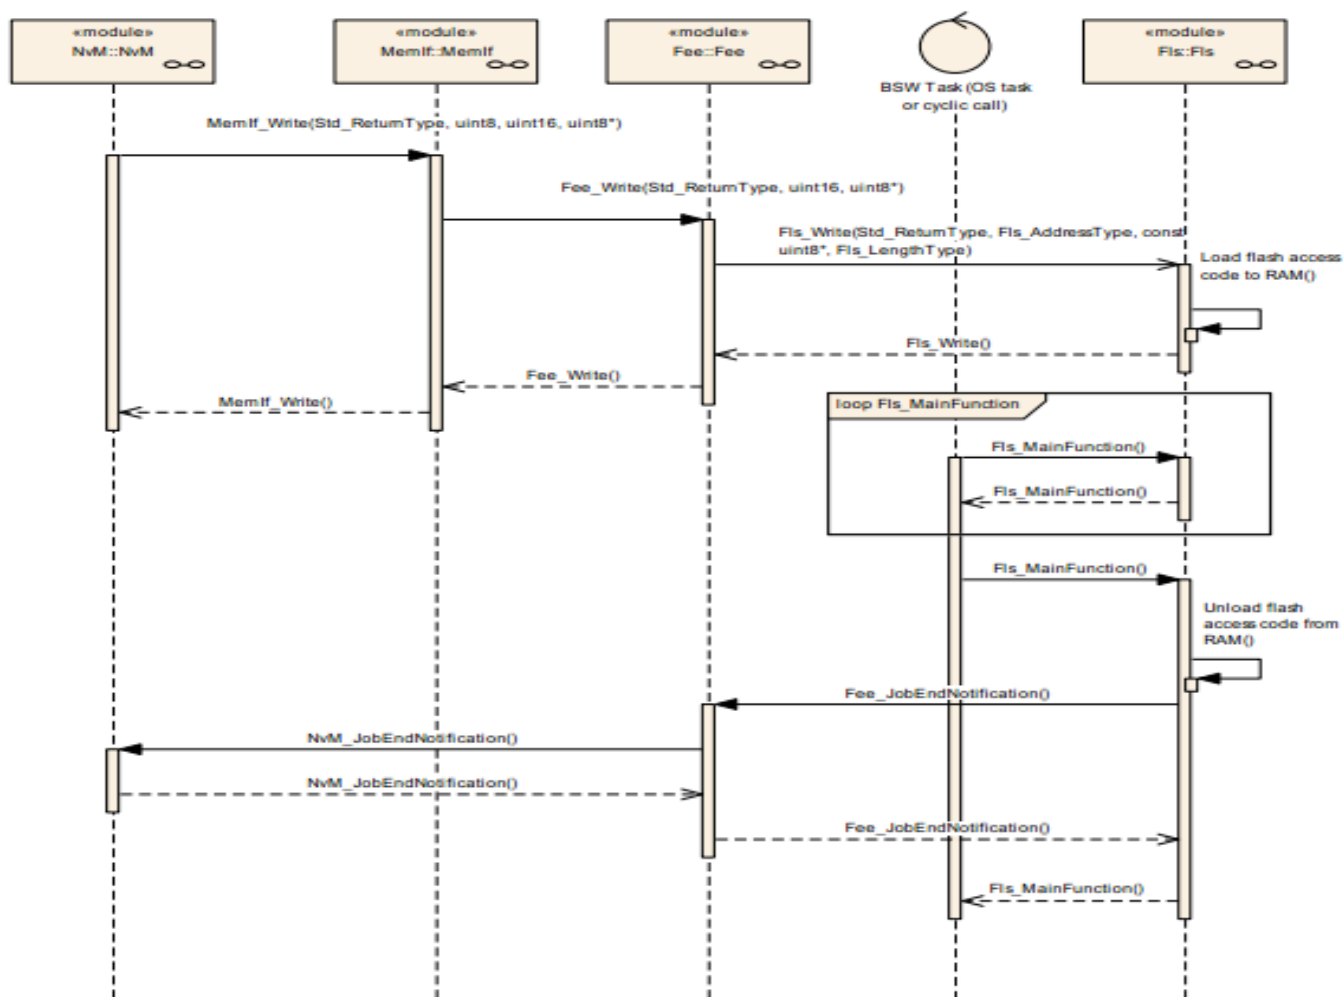 «module»
NvM::NvM
«module»
MemIf::MemIf
«module»
Fee::Fee
BSW Task (OS task
or cyclic call)
«module»
Fls::Fls
MemIf_Write(Std_ReturnType, uint8, uint16, uint8*)
Fee_Write(Std_ReturnType, uint16, uint8*)
Fls_Write(Std_ReturnType, Fls_AddressType, const
uint8*, Fls_LengthType)
Load flash access
code to RAM()
Fls_Write()
Fee_Write()
MemIf_Write()
loop Fls_MainFunction
Fls_MainFunction()
Fls_MainFunction()
Fls_MainFunction()
Unload flash
access code from
RAM()
Fee_JobEndNotification()
NvM_JobEndNotification()
NvM_JobEndNotification()
Fee_JobEndNotification()
Fls_MainFunction()